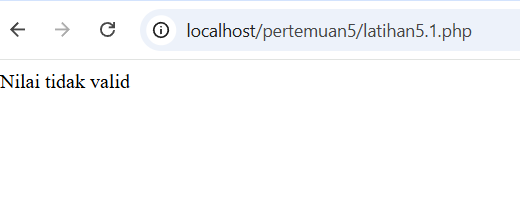 localhost/pertemuan5/latihan5.1.php
Nilai tidak valid